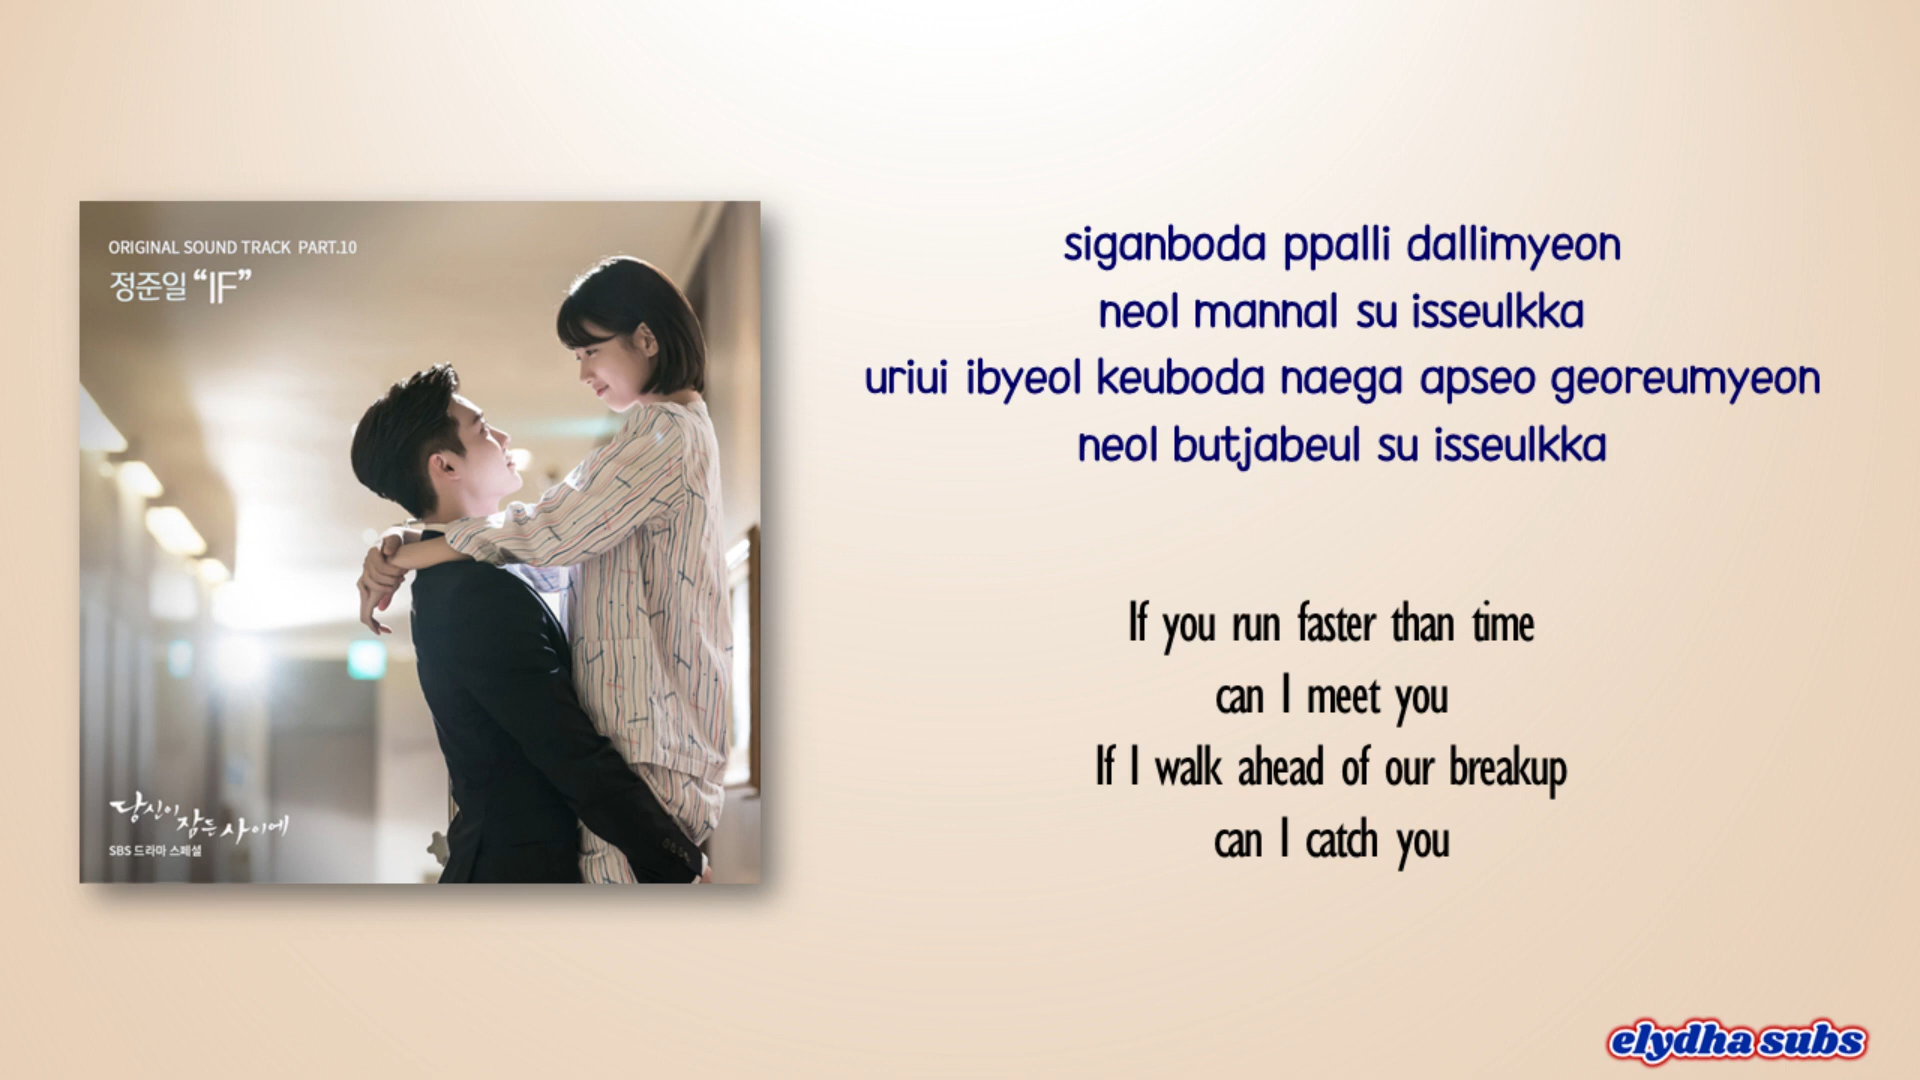 ORIGINAL SOUND TRACK PART.10
정준일 “IF”
당신이 잠든 사이에
SBS 드라마 스페셜
siganboda ppalli dallimyeon
neol mannal su isseulkka
uriui ibyeol keuboda naega apseo georeumyeon
neol butjabeul su isseulkka
If you run faster than time
can I meet you
If I walk ahead of our breakup
can I catch you
elydha subs